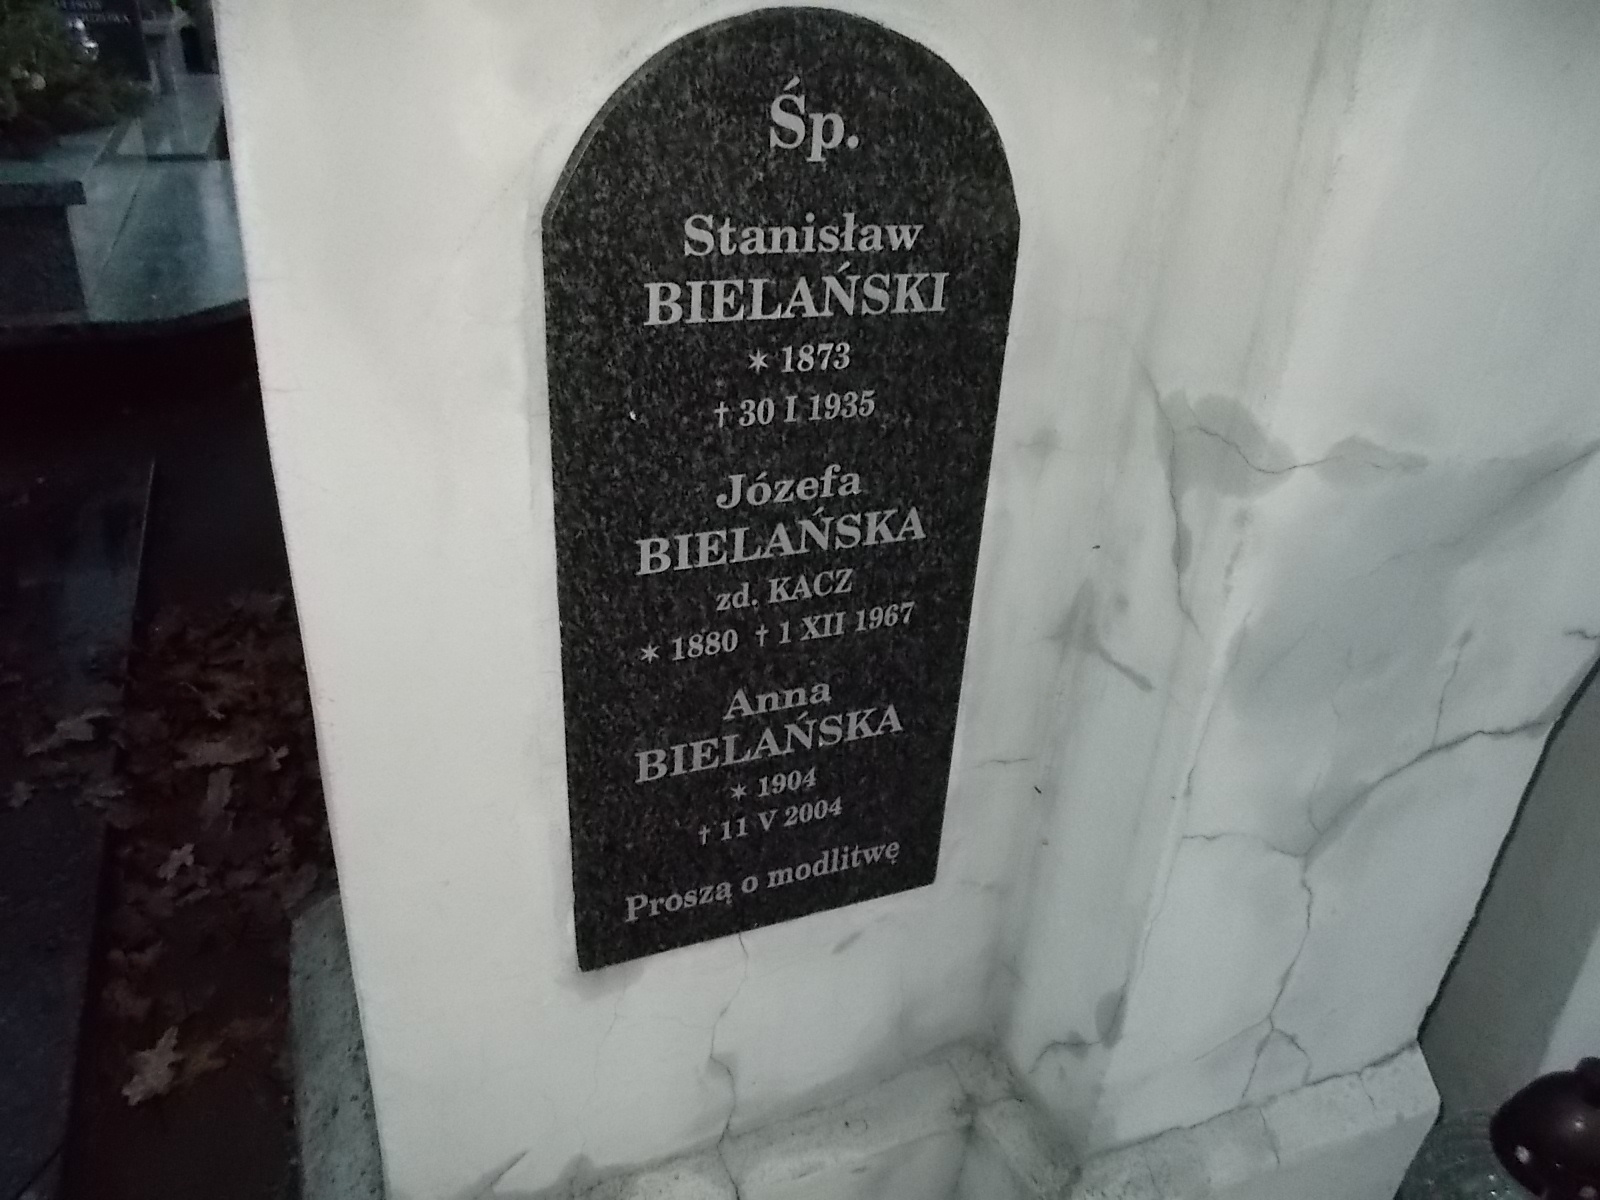 Śp.
Stanisław
BIELAŃSKI
✶ 1873
† 30 I 1935
Józefa
BIELAŃSKA
zd. KACZ
✶ 1880 † 1 XII 1967
Anna
BIELAŃSKA
✶ 1904
† 11 V 2004
Proszą o modlitwę